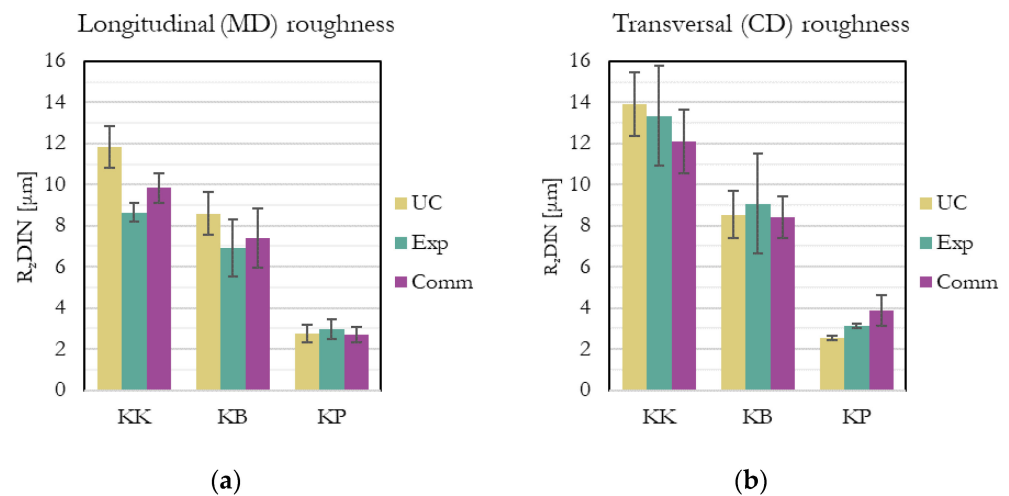 Longitudinal (MD) roughness
RzDIN [µm]
16
14
12
10
8
6
4
2
0
KK KB KP
UC
Exp
Comm
(a)
Transversal (CD) roughness
RzDIN [µm]
16
14
12
10
8
6
4
2
0
KK KB KP
UC
Exp
Comm
(b)